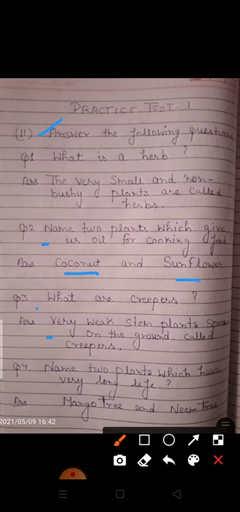 PRACTICE TEST 1
(11) Answer the following question
Q1 What is a herb ?
Ans The very small and non-
bushy plants are called
herbs.
Q2 Name two plants which give
us oil for cooking food
Ans Coconut and Sunflower
Q3 What are creepers ?
Ans Very weak stem plants
on the ground called
creepers.
Q4 Name two plants which have
very long life ?
Ans Mango Tree and Neem Tree
2021/05/09 16:42